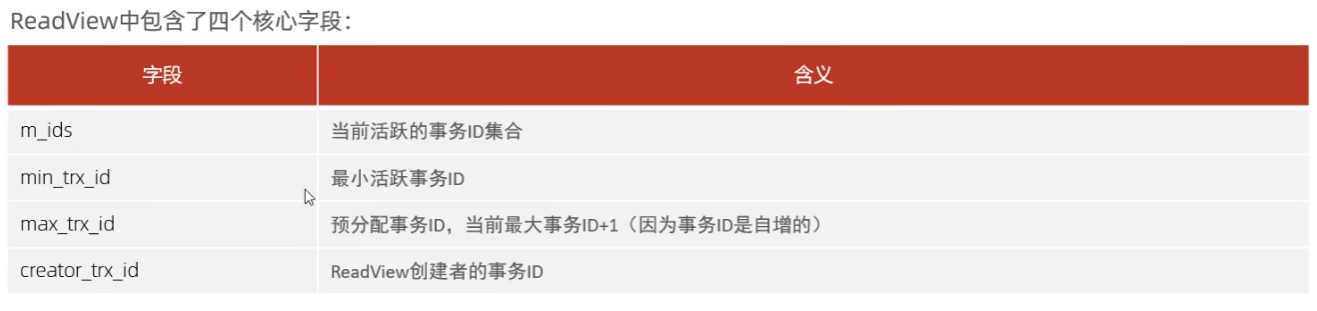 ReadView中包含了四个核心字段：
字段 含义
m_ids 当前活跃的事务ID集合
min_trx_id 最小活跃事务ID
max_trx_id 预分配事务ID，当前最大事务ID+1（因为事务ID是自增的）
creator_trx_id ReadView创建者的事务ID